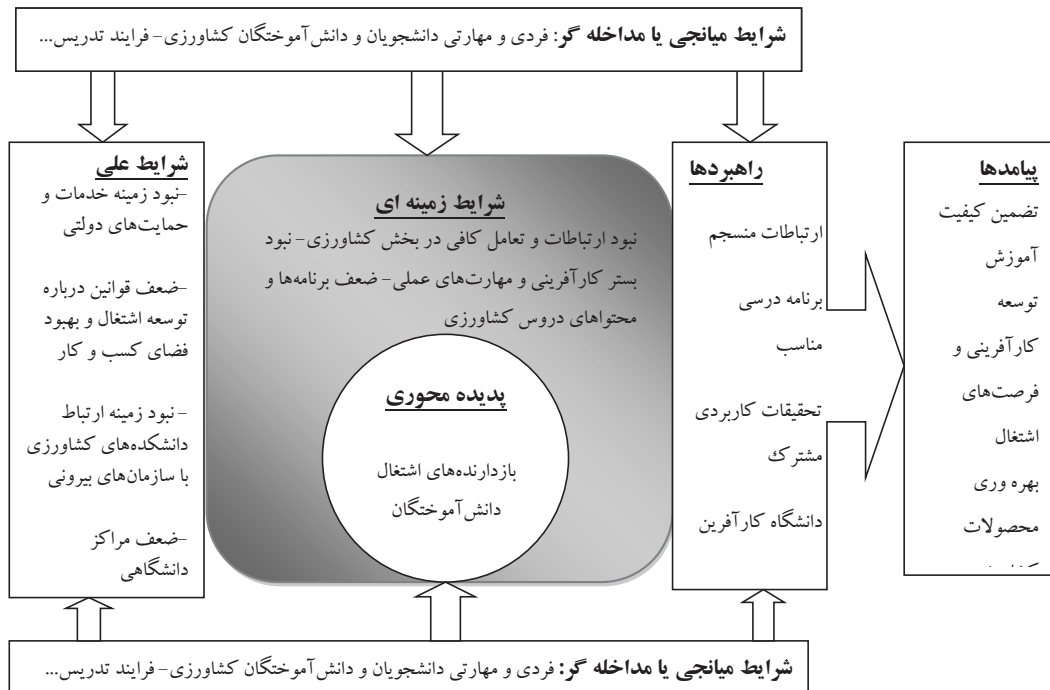 شرایط میانجی یا مداخله گر: فردی و مهارتی دانشجویان و دانش‌آموختگان کشاورزی- فرایند تدریس...
شرایط علی
-نبود زمینه خدمات و
حمایت‌های دولتی
-ضعف قوانین درباره
توسعه اشتغال و بهبود
فضای کسب و کار
- نبود زمینه ارتباط
دانشکده‌های کشاورزی
با سازمان‌های بیرونی
-ضعف مراکز
دانشگاهی
شرایط زمینه ای
نبود ارتباطات و تعامل کافی در بخش کشاورزی- نبود
بستر کارآفرینی و مهارت‌های عملی- ضعف برنامه‌ها و
محتواهای دروس کشاورزی
پدیده محوری
بازدارنده‌های اشتغال
دانش‌آموختگان
راهبردها
ارتباطات منسجم
برنامه درسی
مناسب
تحقیقات کاربردی
مشترک
دانشگاه کارآفرین
پیامدها
تضمین کیفیت
آموزش
توسعه
کارآفرینی و
فرصت‌های
اشتغال
بهره وری
محصولات
شرایط میانجی یا مداخله گر: فردی و مهارتی دانشجویان و دانش‌آموختگان کشاورزی- فرایند تدریس...